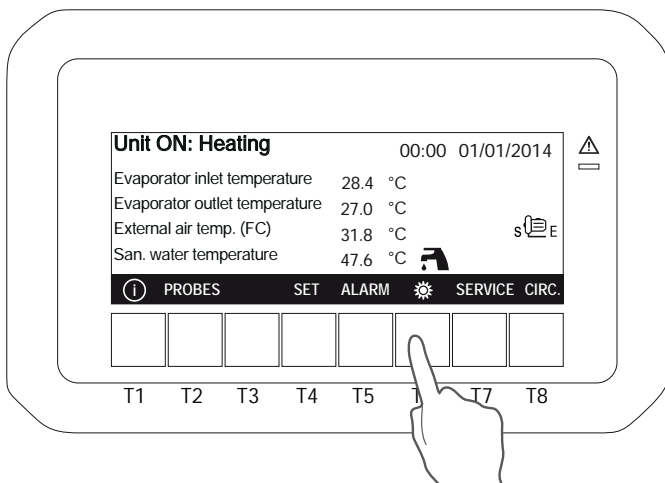 Unit ON: Heating 00:00 01/01/2014
Evaporator inlet temperature 28.4 °C
Evaporator outlet temperature 27.0 °C
External air temp. (FC) 31.8 °C
S E
San. water temperature 47.6 °C
i PROBES SET ALARM SERVICE CIRC.
T1 T2 T3 T4 T5 T7 T8